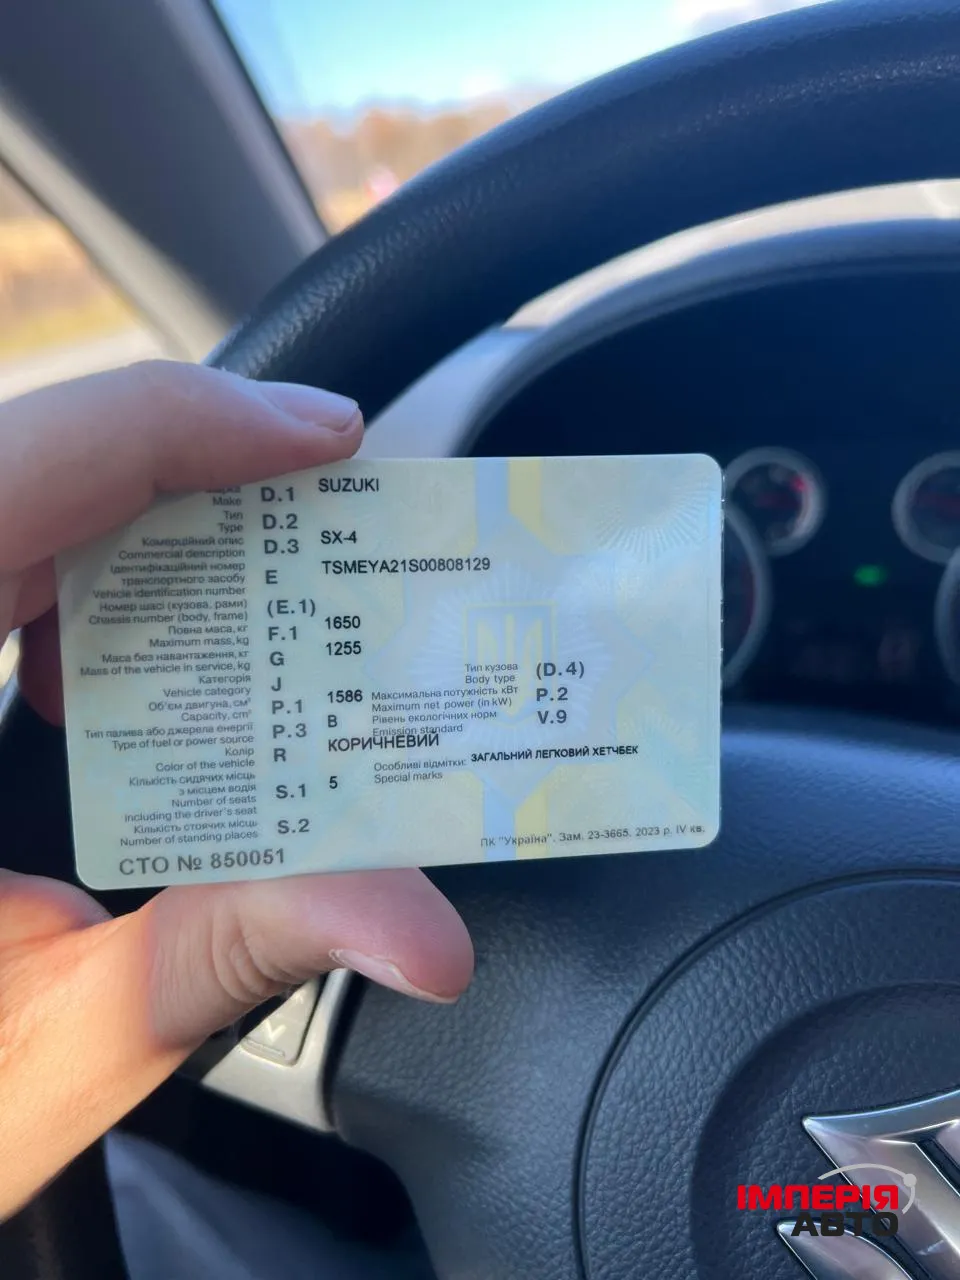 Make D.1 SUZUKI
Тип
Type D.2
Комерційний опис
Commercial description D.3 SX-4
Ідентифікаційний номер
транспортного засобу
Vehicle identification number E TSMEYA21S00808129
Номер шасі (кузова, рами)
Chassis number (body, frame) (E.1)
Повна маса, кг
Maximum mass, kg F.1 1650
Маса без навантаження, кг
Mass of the vehicle in service, kg G 1255
Категорія
Vehicle category J
Тип кузова
Body type (D.4)
Об'єм двигуна, см³
Capacity, cm³ P.1 1586
Максимальна потужність кВт
Maximum net power (in kW) P.2
Тип палива або джерела енергії
Type of fuel or power source P.3 B
Рівень екологічних норм
Emission standard V.9
Колір
Color of the vehicle R КОРИЧНЕВИЙ
Кількість сидячих місць
з місцем водія
Number of seats
including the driver's seat S.1 5
Особливі відмітки: ЗАГАЛЬНИЙ ЛЕГКОВИЙ ХЕТЧБЕК
Special marks
Кількість стоячих місць
Number of standing places S.2
СТО № 850051
ПК "Україна". Зам. 23-3665. 2023 р. IV кв.
ІМПЕРІЯ
АВТО